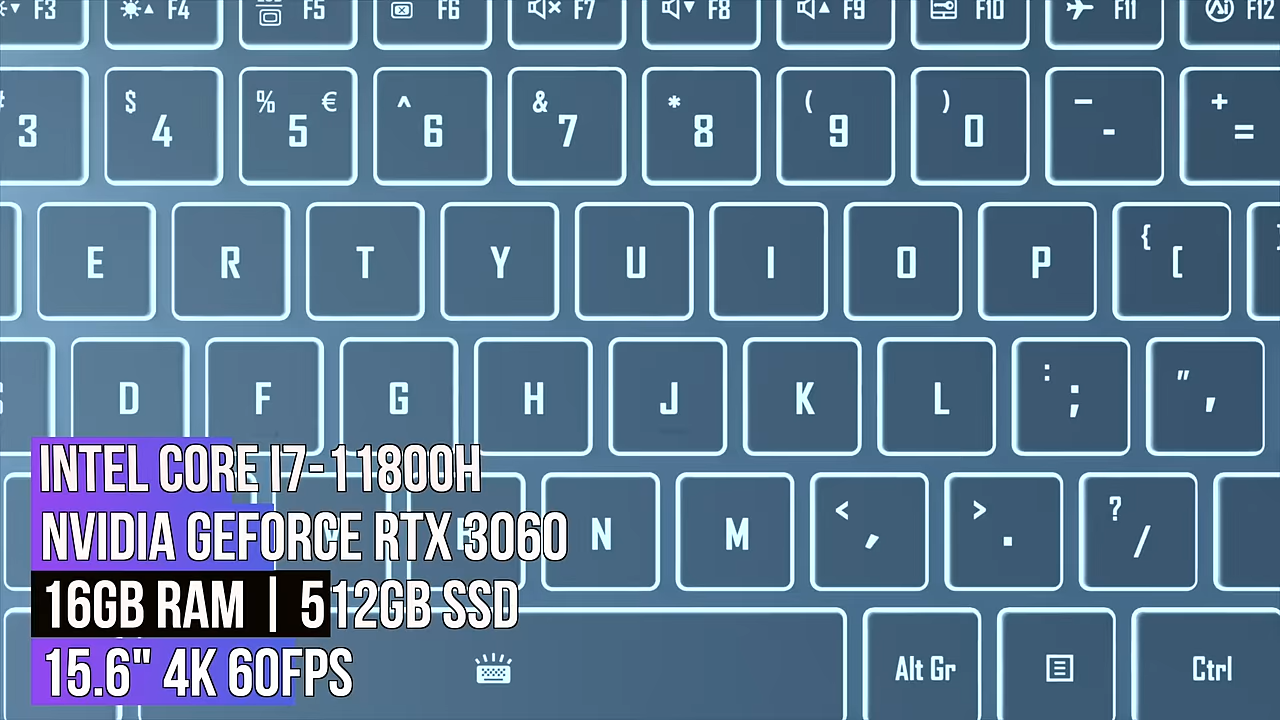 F3 F4 F5 F6 F7 F8 F9 F10 F11 F12
3 $ 4 % 5 € ^ 6 & 7 * 8 ( 9 ) 0 _ - + =
E R T Y U I O P { [
D F G H J K L : ; " '
N M < , > . ? /
Alt Gr Ctrl
INTEL CORE I7-11800H
NVIDIA GEFORCE RTX 3060
16GB RAM | 512GB SSD
15.6" 4K 60FPS